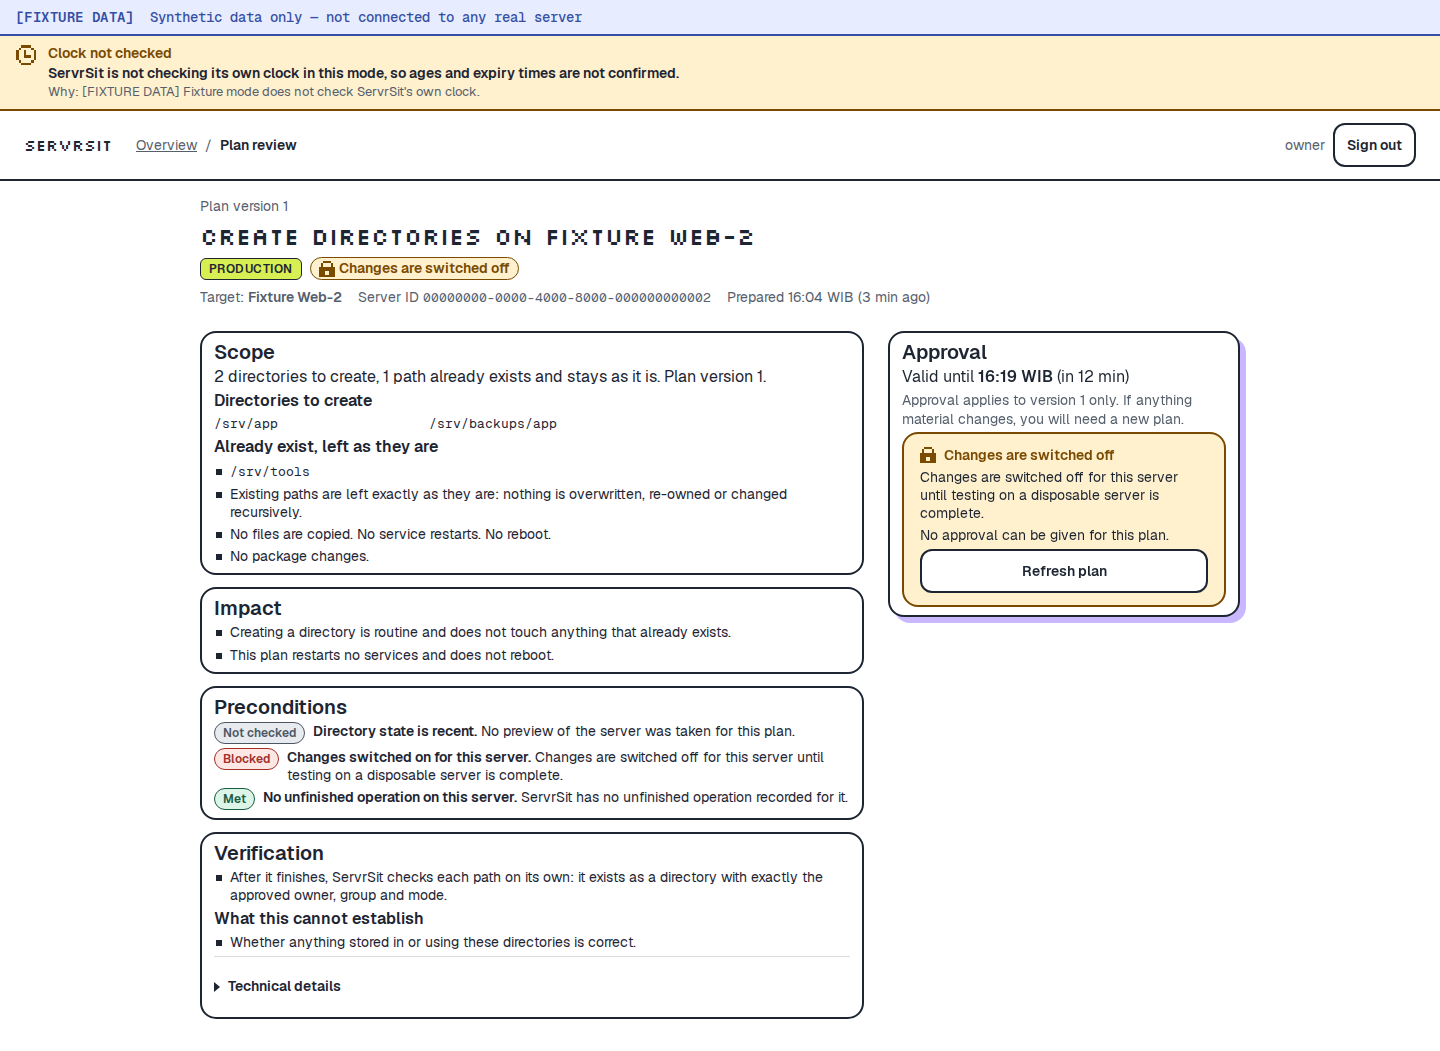 [FIXTURE DATA] Synthetic data only — not connected to any real server
Clock not checked
ServrSit is not checking its own clock in this mode, so ages and expiry times are not confirmed.
Why: [FIXTURE DATA] Fixture mode does not check ServrSit's own clock.
SERVRSIT Overview / Plan review owner Sign out
Plan version 1
CREATE DIRECTORIES ON FIXTURE WEB-2
PRODUCTION Changes are switched off
Target: Fixture Web-2 Server ID 00000000-0000-4000-8000-000000000002 Prepared 16:04 WIB (3 min ago)
Scope
2 directories to create, 1 path already exists and stays as it is. Plan version 1.
Directories to create
/srv/app /srv/backups/app
Already exist, left as they are
/srv/tools
Existing paths are left exactly as they are: nothing is overwritten, re-owned or changed
recursively.
No files are copied. No service restarts. No reboot.
No package changes.
Impact
Creating a directory is routine and does not touch anything that already exists.
This plan restarts no services and does not reboot.
Preconditions
Not checked Directory state is recent. No preview of the server was taken for this plan.
Blocked Changes switched on for this server. Changes are switched off for this server until
testing on a disposable server is complete.
Met No unfinished operation on this server. ServrSit has no unfinished operation recorded for it.
Verification
After it finishes, ServrSit checks each path on its own: it exists as a directory with exactly the
approved owner, group and mode.
What this cannot establish
Whether anything stored in or using these directories is correct.
Technical details
Approval
Valid until 16:19 WIB (in 12 min)
Approval applies to version 1 only. If anything
material changes, you will need a new plan.
Changes are switched off
Changes are switched off for this server
until testing on a disposable server is
complete.
No approval can be given for this plan.
Refresh plan